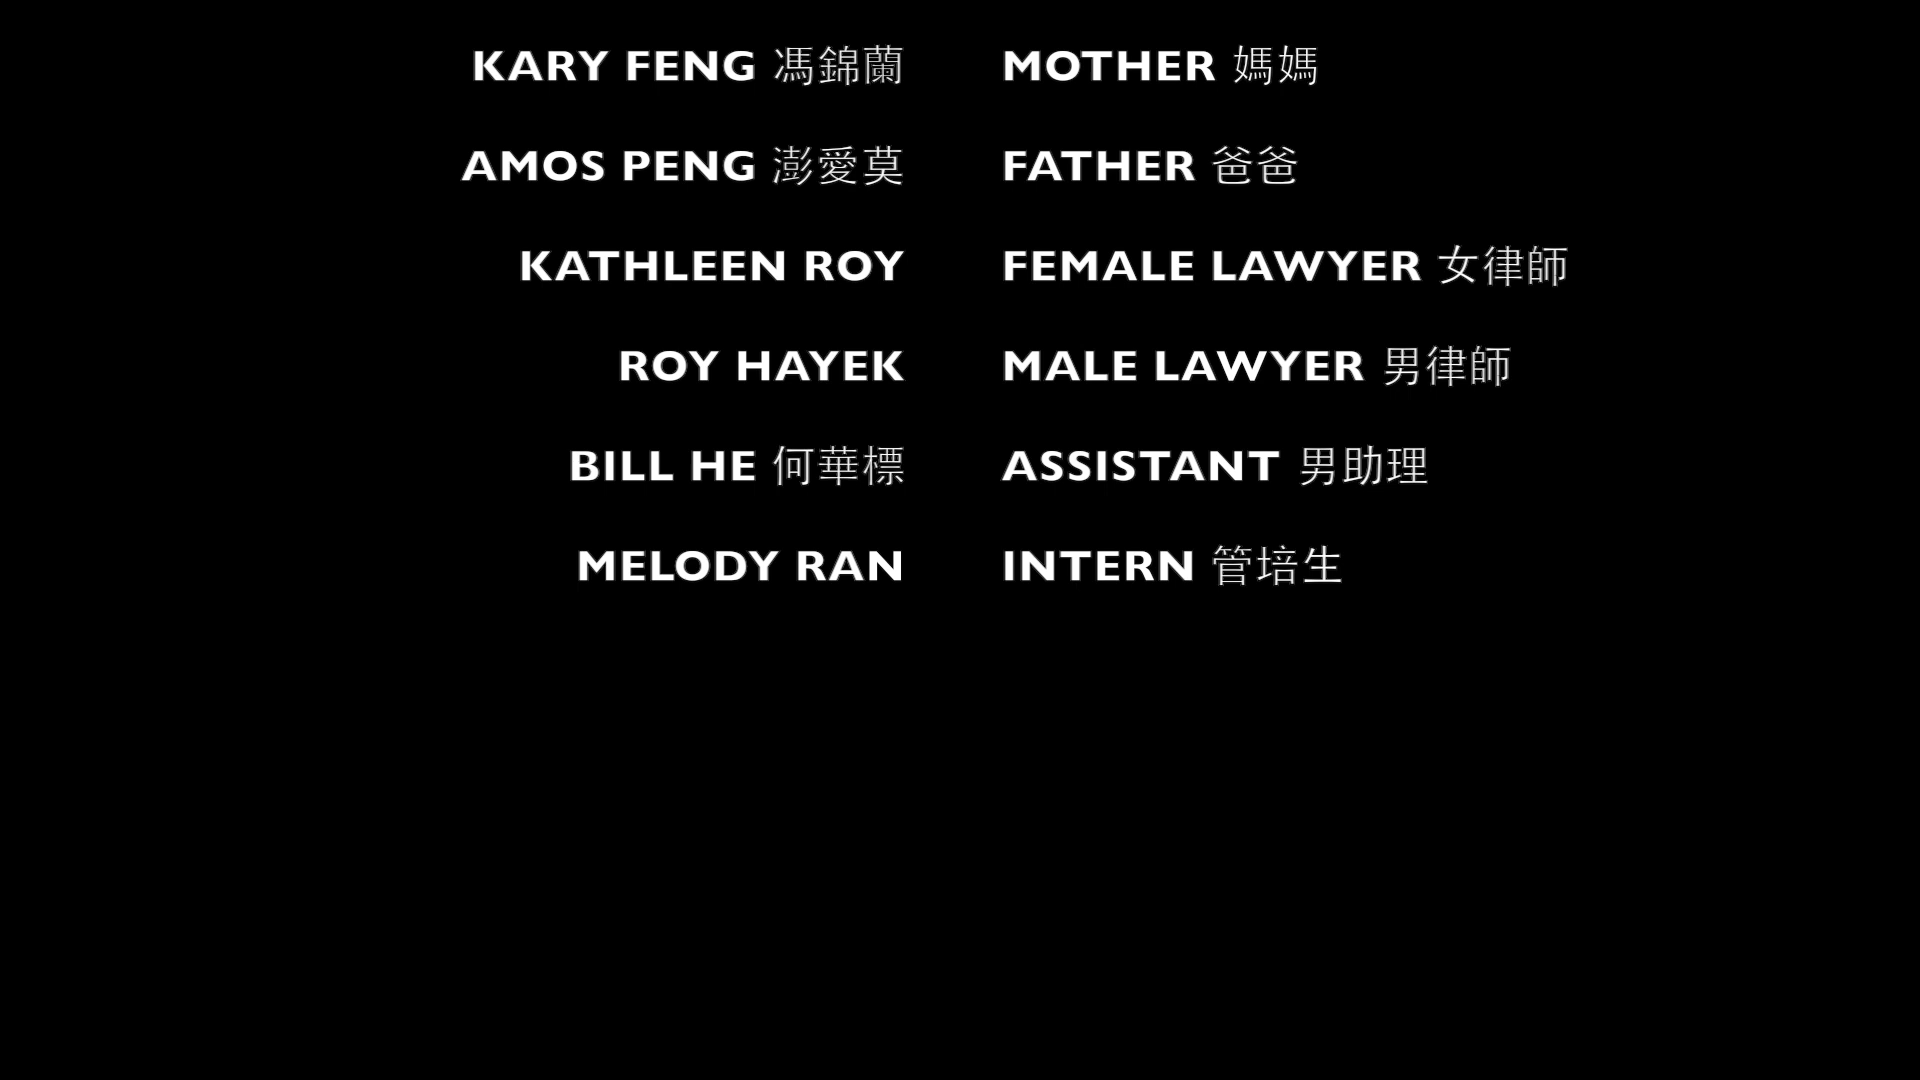 KARY FENG 馮錦蘭 MOTHER 媽媽
AMOS PENG 澎愛莫 FATHER 爸爸
KATHLEEN ROY FEMALE LAWYER 女律師
ROY HAYEK MALE LAWYER 男律師
BILL HE 何華標 ASSISTANT 男助理
MELODY RAN INTERN 管培生